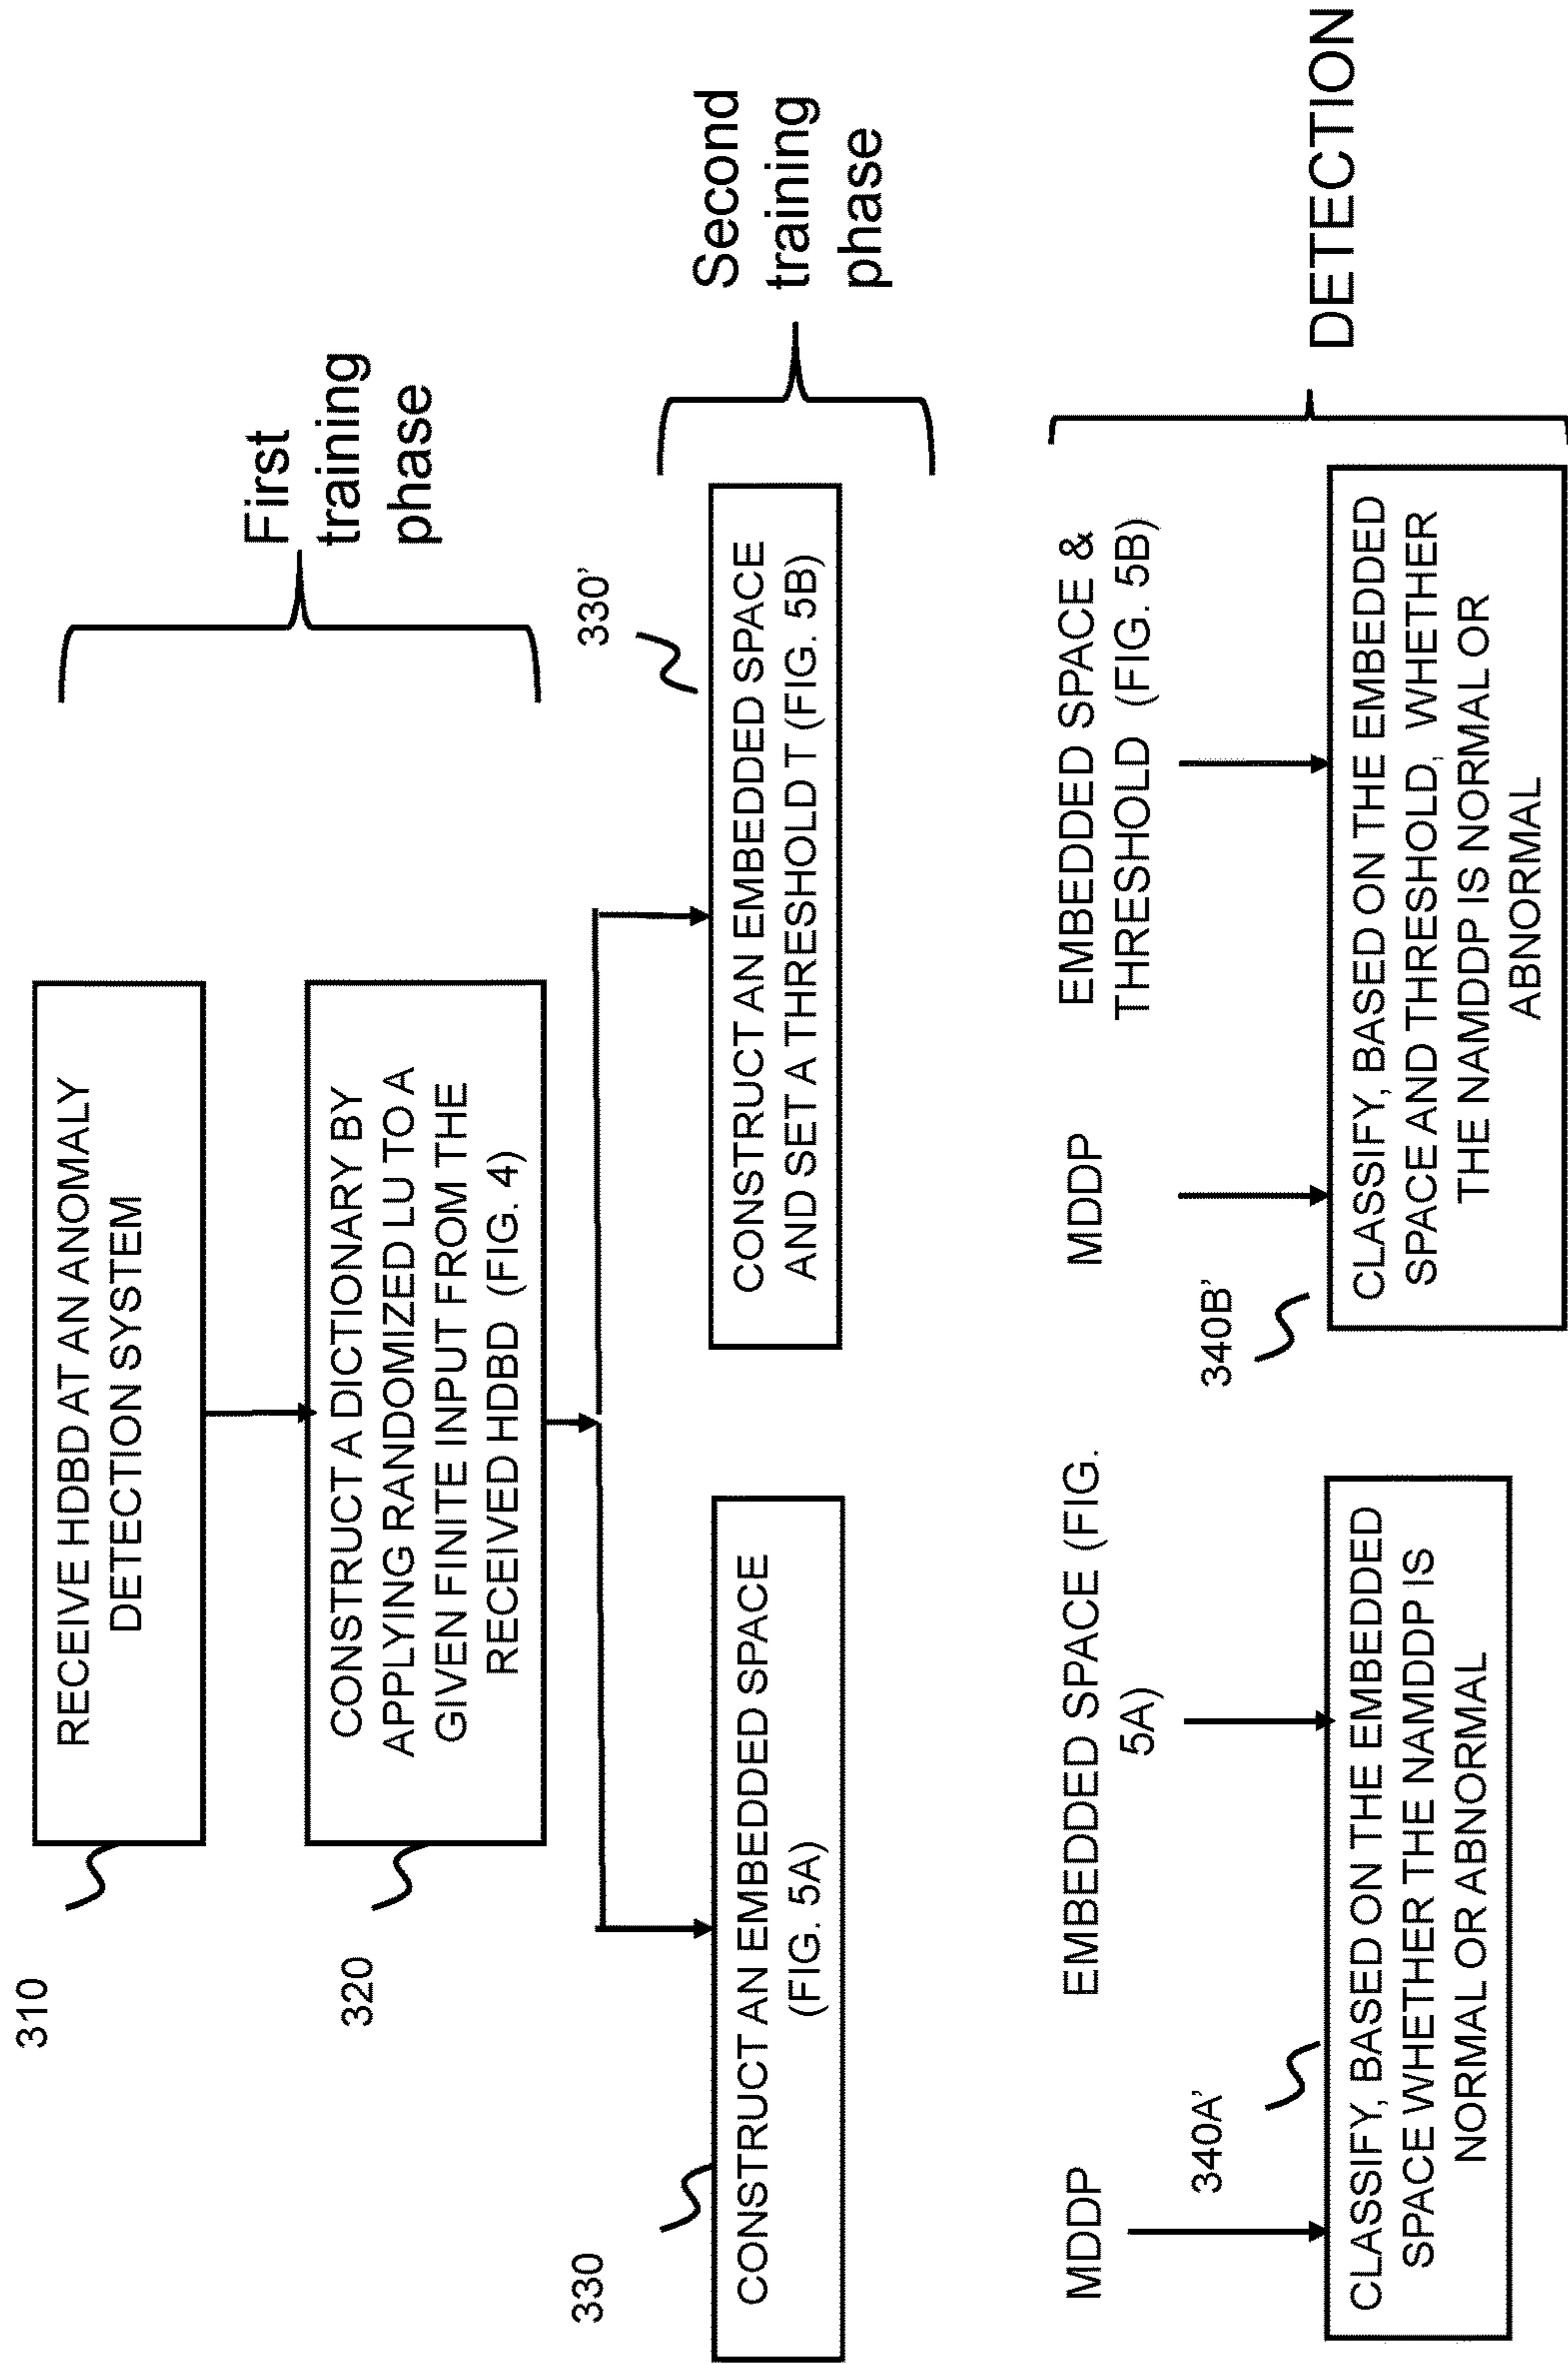 310
RECEIVE HDBD AT AN ANOMALY
DETECTION SYSTEM
First
training
phase
320
CONSTRUCT A DICTIONARY BY
APPLYING RANDOMIZED LU TO A
GIVEN FINITE INPUT FROM THE
RECEIVED HDBD (FIG. 4)
330
CONSTRUCT AN EMBEDDED SPACE
(FIG. 5A)
330’
CONSTRUCT AN EMBEDDED SPACE
AND SET A THRESHOLD T (FIG. 5B)
Second
training
phase
MDDP
EMBEDDED SPACE (FIG.
5A)
340A’
CLASSIFY, BASED ON THE EMBEDDED
SPACE WHETHER THE NAMDDP IS
NORMAL OR ABNORMAL
MDDP
EMBEDDED SPACE &
THRESHOLD (FIG. 5B)
340B’
CLASSIFY, BASED ON THE EMBEDDED
SPACE AND THRESHOLD, WHETHER
THE NAMDDP IS NORMAL OR
ABNORMAL
DETECTION